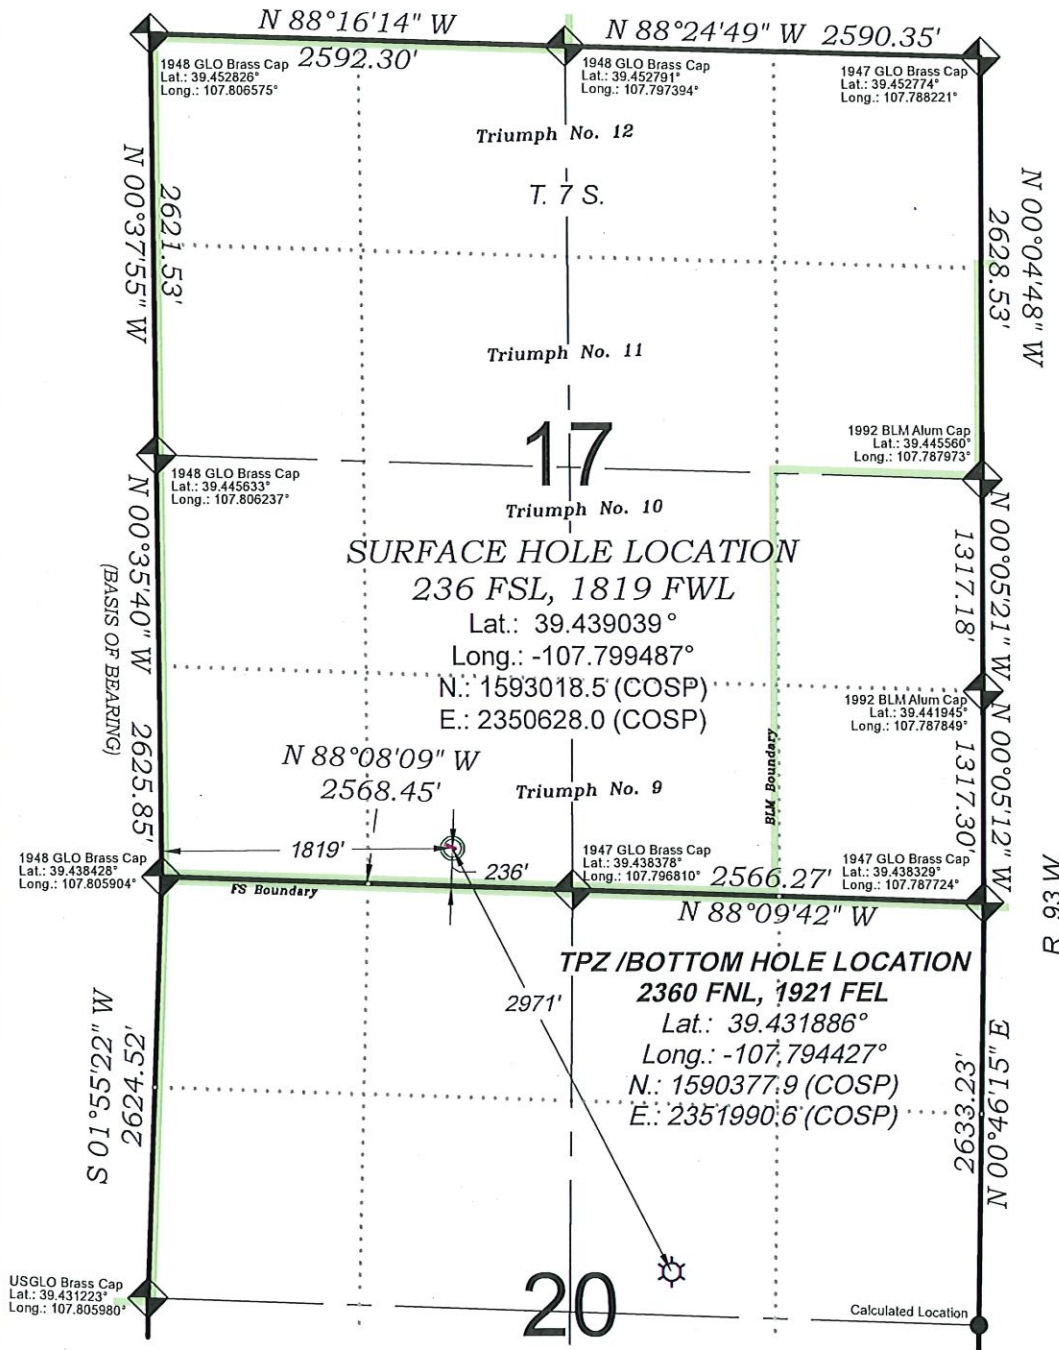 N 88°16'14" W
2592.30'
N 88°24'49" W 2590.35'
1948 GLO Brass Cap
Lat.: 39.452826°
Long.: 107.806575°
1948 GLO Brass Cap
Lat.: 39.452791°
Long.: 107.797394°
1947 GLO Brass Cap
Lat.: 39.452774°
Long.: 107.788221°
Triumph No. 12
T. 7 S.
N 00°37'55" W
2621.53'
N 00°04'48" W
2628.53'
Triumph No. 11
17
1948 GLO Brass Cap
Lat.: 39.445633°
Long.: 107.806237°
1992 BLM Alum Cap
Lat.: 39.445560°
Long.: 107.787973°
Triumph No. 10
SURFACE HOLE LOCATION
236 FSL, 1819 FWL
Lat.: 39.439039°
Long.: -107.799487°
N.: 1593018.5 (COSP)
E.: 2350628.0 (COSP)
N 00°35'40" W 2625.85'
(BASIS OF BEARING)
N 00°05'21" W
1317.18'
1992 BLM Alum Cap
Lat.: 39.441945°
Long.: 107.787849°
N 00°05'12" W
1317.30'
BLM Boundary
N 88°08'09" W
2568.45'
Triumph No. 9
1819'
236'
1948 GLO Brass Cap
Lat.: 39.438428°
Long.: 107.805904°
FS Boundary
1947 GLO Brass Cap
Lat.: 39.438378°
Long.: 107.796810°
2566.27'
N 88°09'42" W
1947 GLO Brass Cap
Lat.: 39.438329°
Long.: 107.787724°
R. 93 W.
TPZ /BOTTOM HOLE LOCATION
2360 FNL, 1921 FEL
Lat.: 39.431886°
Long.: -107.794427°
N.: 1590377.9 (COSP)
E.: 2351990.6 (COSP)
2971'
S 01°55'22" W
2624.52'
2633.23'
N 00°46'15" E
USGLO Brass Cap
Lat.: 39.431223°
Long.: 107.805980°
20
Calculated Location